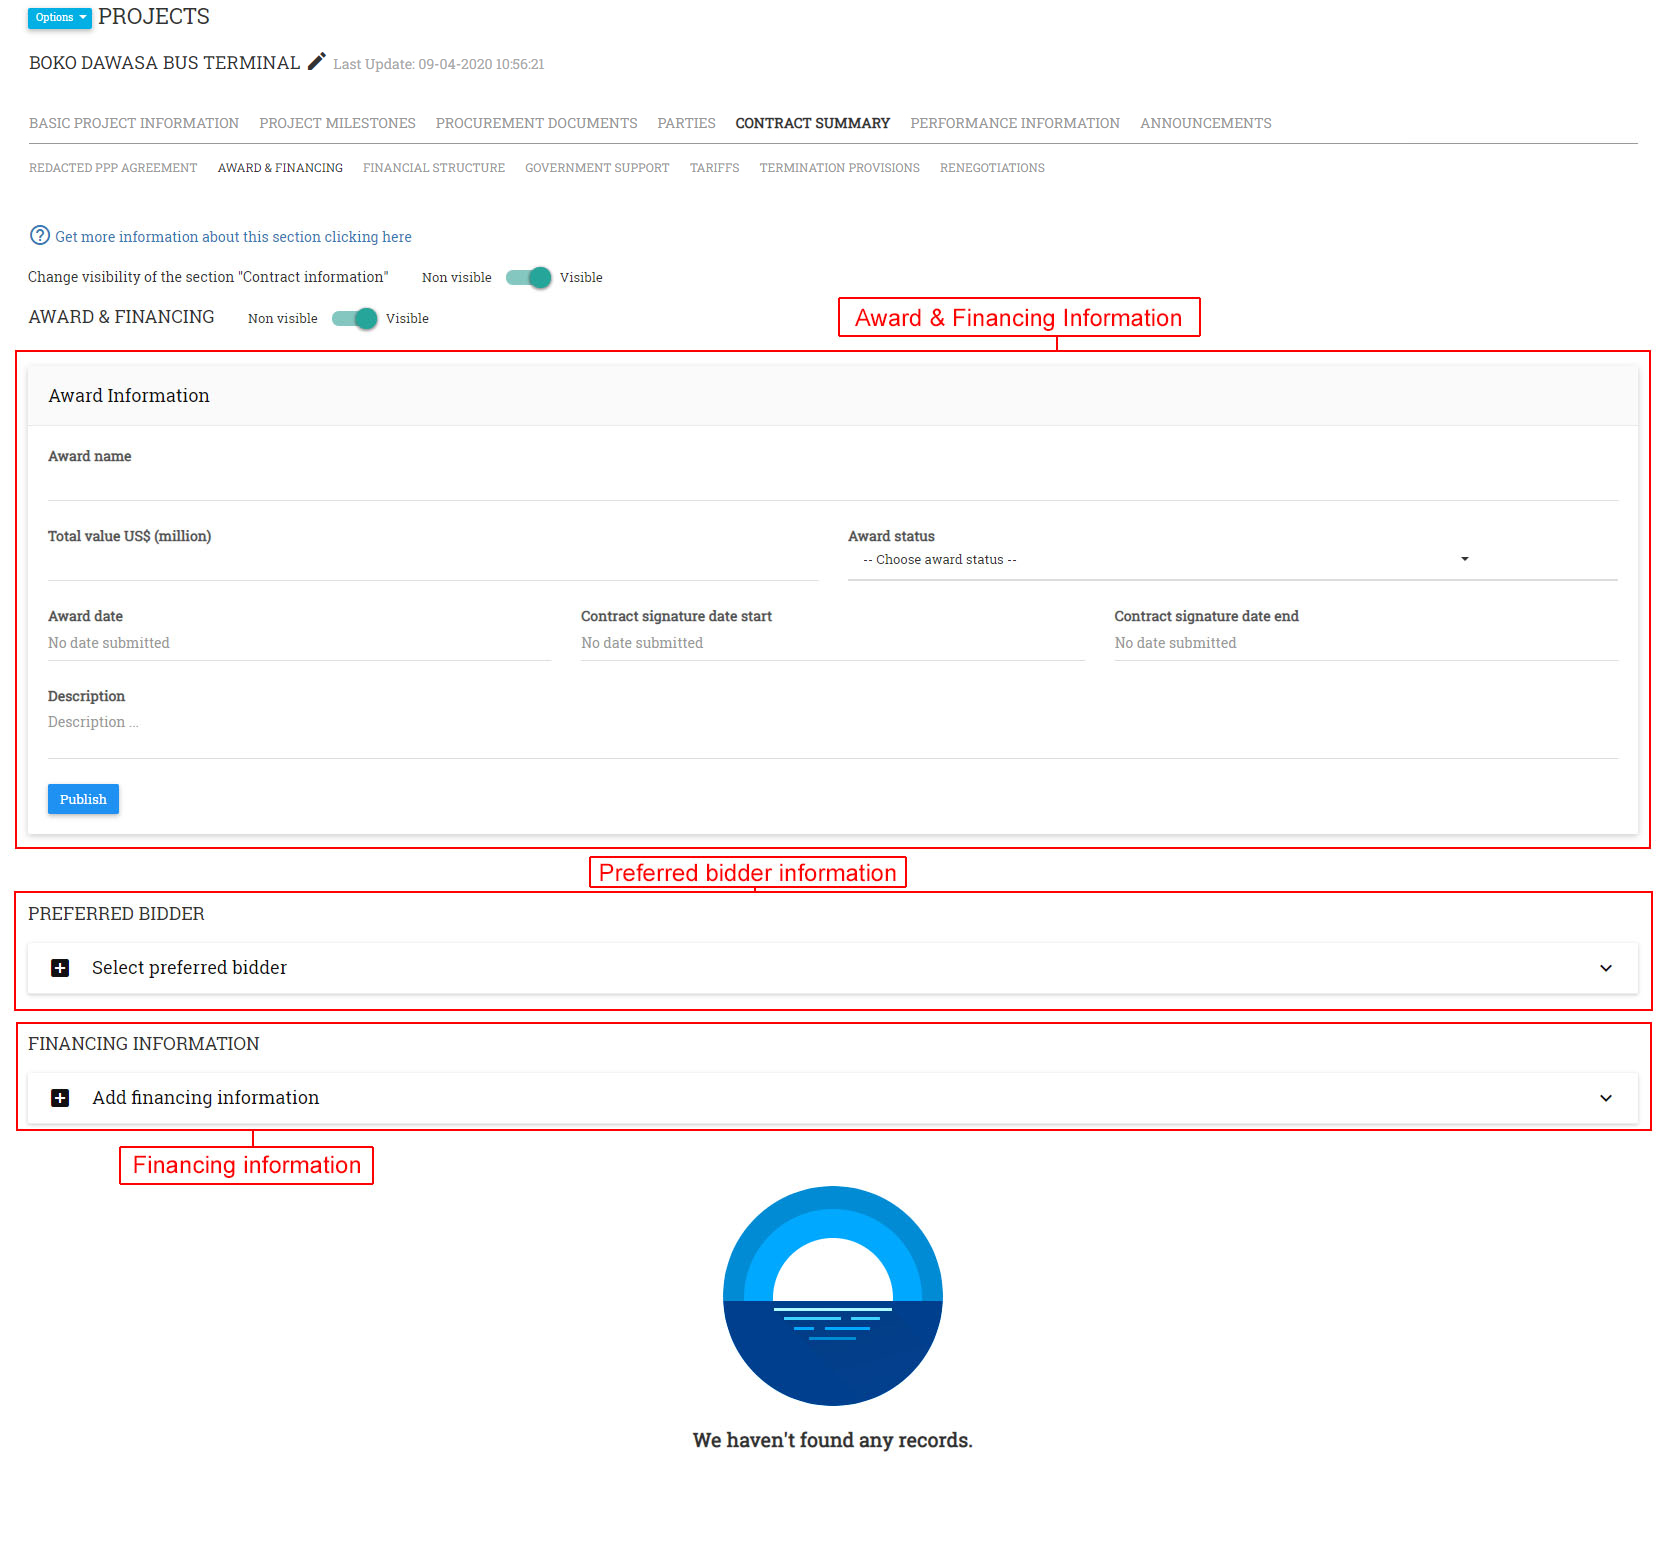 Options PROJECTS
BOKO DAWASA BUS TERMINAL Last Update: 09-04-2020 10:56:21
BASIC PROJECT INFORMATION PROJECT MILESTONES PROCUREMENT DOCUMENTS PARTIES CONTRACT SUMMARY PERFORMANCE INFORMATION ANNOUNCEMENTS
REDACTED PPP AGREEMENT AWARD & FINANCING FINANCIAL STRUCTURE GOVERNMENT SUPPORT TARIFFS TERMINATION PROVISIONS RENEGOTIATIONS
Get more information about this section clicking here
Change visibility of the section "Contract information" Non visible Visible
AWARD & FINANCING Non visible Visible
Award & Financing Information
Award Information
Award name
Total value US$ (million) Award status
-- Choose award status --
Award date Contract signature date start Contract signature date end
No date submitted No date submitted No date submitted
Description
Description ...
Publish
Preferred bidder information
PREFERRED BIDDER
Select preferred bidder
FINANCING INFORMATION
Add financing information
Financing information
We haven't found any records.